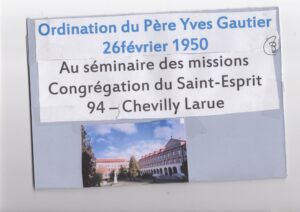 Ordination du Père Yves Gautier
26février 1950
Au séminaire des missions
Congrégation du Saint-Esprit
94 – Chevilly Larue